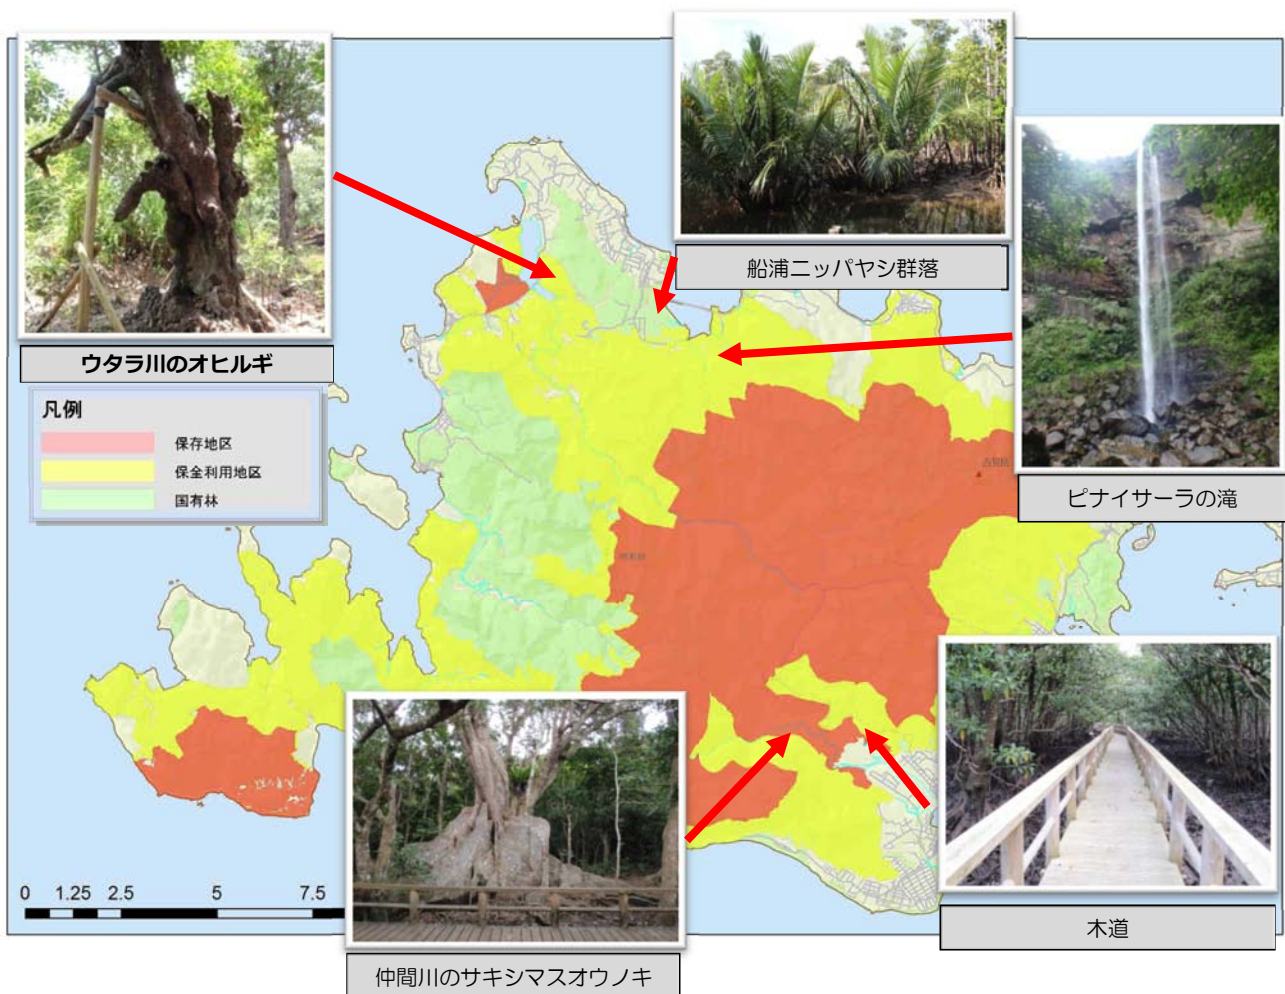 船浦ニッパヤシ群落
ウタラ川のオヒルギ
凡例
保存地区
保全利用地区
国有林
ピナイサーラの滝
0 1.25 2.5 5 7.5
木道
仲間川のサキシマスオウノキ